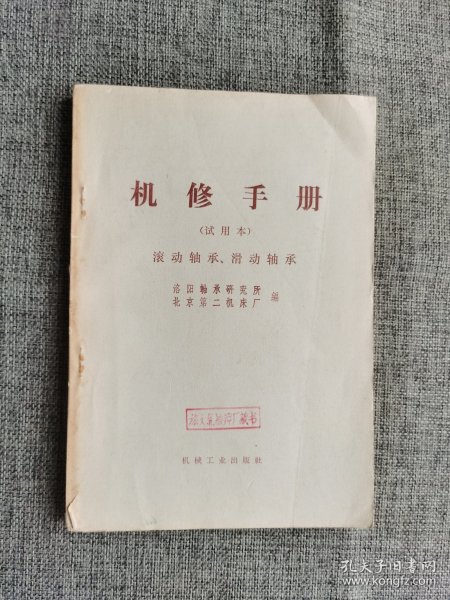 机修手册
（试用本）
滚动轴承、滑动轴承
洛阳轴承研究所
北京第二机床厂 编
藏书
机械工业出版社
孔夫子旧书网
www.kongfz.com